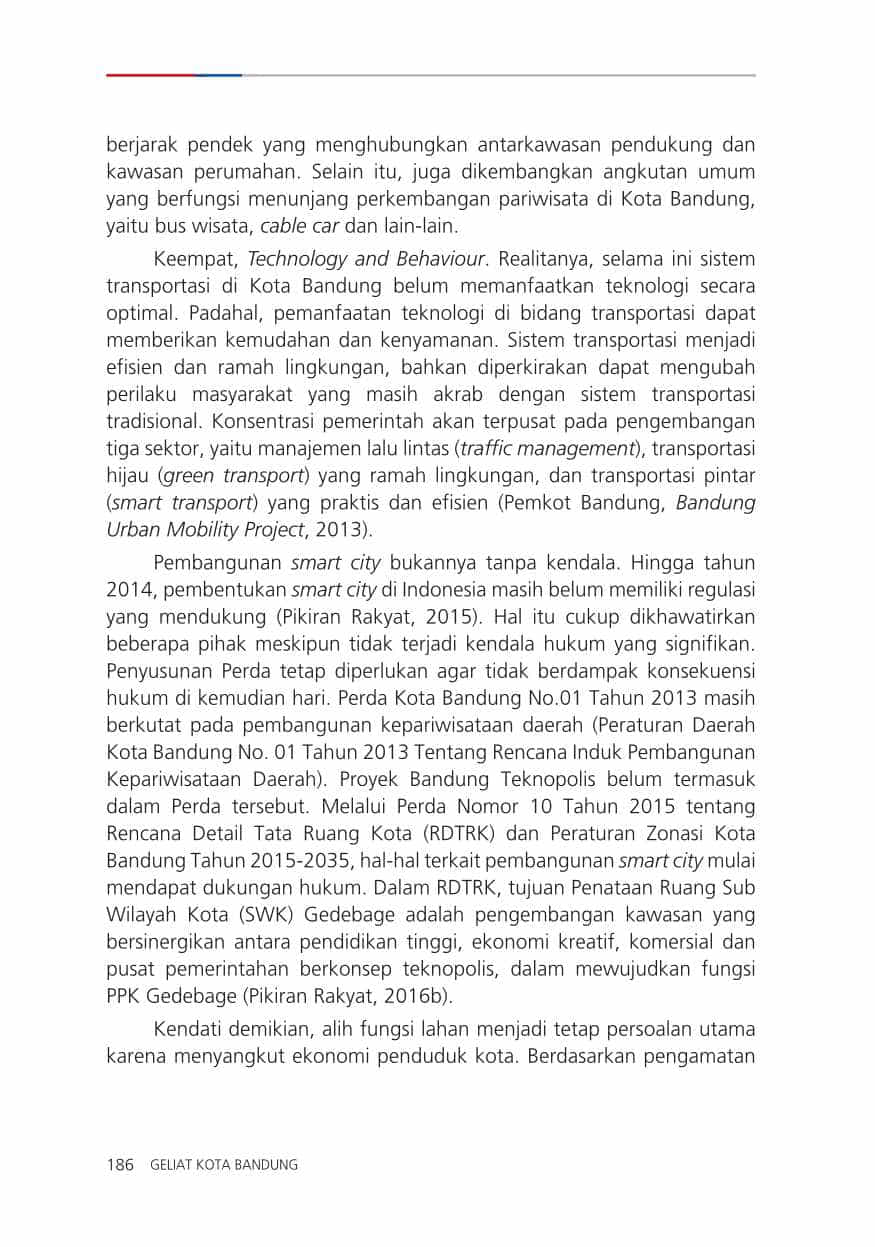 berjarak pendek yang menghubungkan antarkawasan pendukung dan
kawasan perumahan. Selain itu, juga dikembangkan angkutan umum
yang berfungsi menunjang perkembangan pariwisata di Kota Bandung,
yaitu bus wisata, cable car dan lain-lain.
Keempat, Technology and Behaviour. Realitanya, selama ini sistem
transportasi di Kota Bandung belum memanfaatkan teknologi secara
optimal. Padahal, pemanfaatan teknologi di bidang transportasi dapat
memberikan kemudahan dan kenyamanan. Sistem transportasi menjadi
efisien dan ramah lingkungan, bahkan diperkirakan dapat mengubah
perilaku masyarakat yang masih akrab dengan sistem transportasi
tradisional. Konsentrasi pemerintah akan terpusat pada pengembangan
tiga sektor, yaitu manajemen lalu lintas (traffic management), transportasi
hijau (green transport) yang ramah lingkungan, dan transportasi pintar
(smart transport) yang praktis dan efisien (Pemkot Bandung, Bandung
Urban Mobility Project, 2013).
Pembangunan smart city bukannya tanpa kendala. Hingga tahun
2014, pembentukan smart city di Indonesia masih belum memiliki regulasi
yang mendukung (Pikiran Rakyat, 2015). Hal itu cukup dikhawatirkan
beberapa pihak meskipun tidak terjadi kendala hukum yang signifikan.
Penyusunan Perda tetap diperlukan agar tidak berdampak konsekuensi
hukum di kemudian hari. Perda Kota Bandung No.01 Tahun 2013 masih
berkutat pada pembangunan kepariwisataan daerah (Peraturan Daerah
Kota Bandung No. 01 Tahun 2013 Tentang Rencana Induk Pembangunan
Kepariwisataan Daerah). Proyek Bandung Teknopolis belum termasuk
dalam Perda tersebut. Melalui Perda Nomor 10 Tahun 2015 tentang
Rencana Detail Tata Ruang Kota (RDTRK) dan Peraturan Zonasi Kota
Bandung Tahun 2015-2035, hal-hal terkait pembangunan smart city mulai
mendapat dukungan hukum. Dalam RDTRK, tujuan Penataan Ruang Sub
Wilayah Kota (SWK) Gedebage adalah pengembangan kawasan yang
bersinergikan antara pendidikan tinggi, ekonomi kreatif, komersial dan
pusat pemerintahan berkonsep teknopolis, dalam mewujudkan fungsi
PPK Gedebage (Pikiran Rakyat, 2016b).
Kendati demikian, alih fungsi lahan menjadi tetap persoalan utama
karena menyangkut ekonomi penduduk kota. Berdasarkan pengamatan
186 GELIAT KOTA BANDUNG